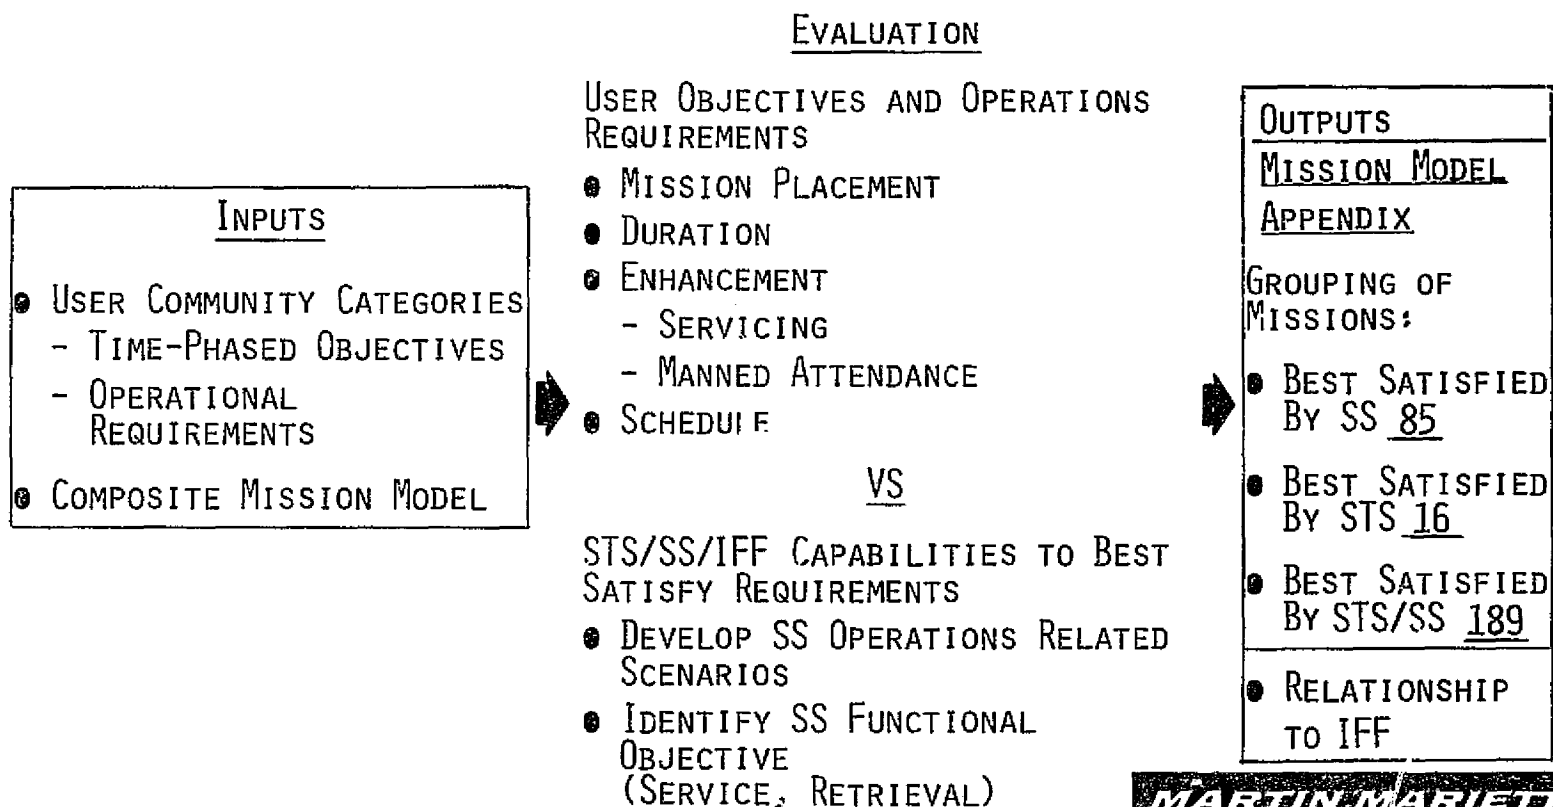 EVALUATION
INPUTS
● USER COMMUNITY CATEGORIES
- TIME-PHASED OBJECTIVES
- OPERATIONAL
REQUIREMENTS
● COMPOSITE MISSION MODEL
USER OBJECTIVES AND OPERATIONS
REQUIREMENTS
● MISSION PLACEMENT
● DURATION
● ENHANCEMENT
- SERVICING
- MANNED ATTENDANCE
● SCHEDULE
VS
STS/SS/IFF CAPABILITIES TO BEST
SATISFY REQUIREMENTS
● DEVELOP SS OPERATIONS RELATED
SCENARIOS
● IDENTIFY SS FUNCTIONAL
OBJECTIVE
(SERVICE, RETRIEVAL)
OUTPUTS
MISSION MODEL
APPENDIX
GROUPING OF
MISSIONS:
● BEST SATISFIED
BY SS 85
● BEST SATISFIED
BY STS 16
● BEST SATISFIED
BY STS/SS 189
● RELATIONSHIP
TO IFF